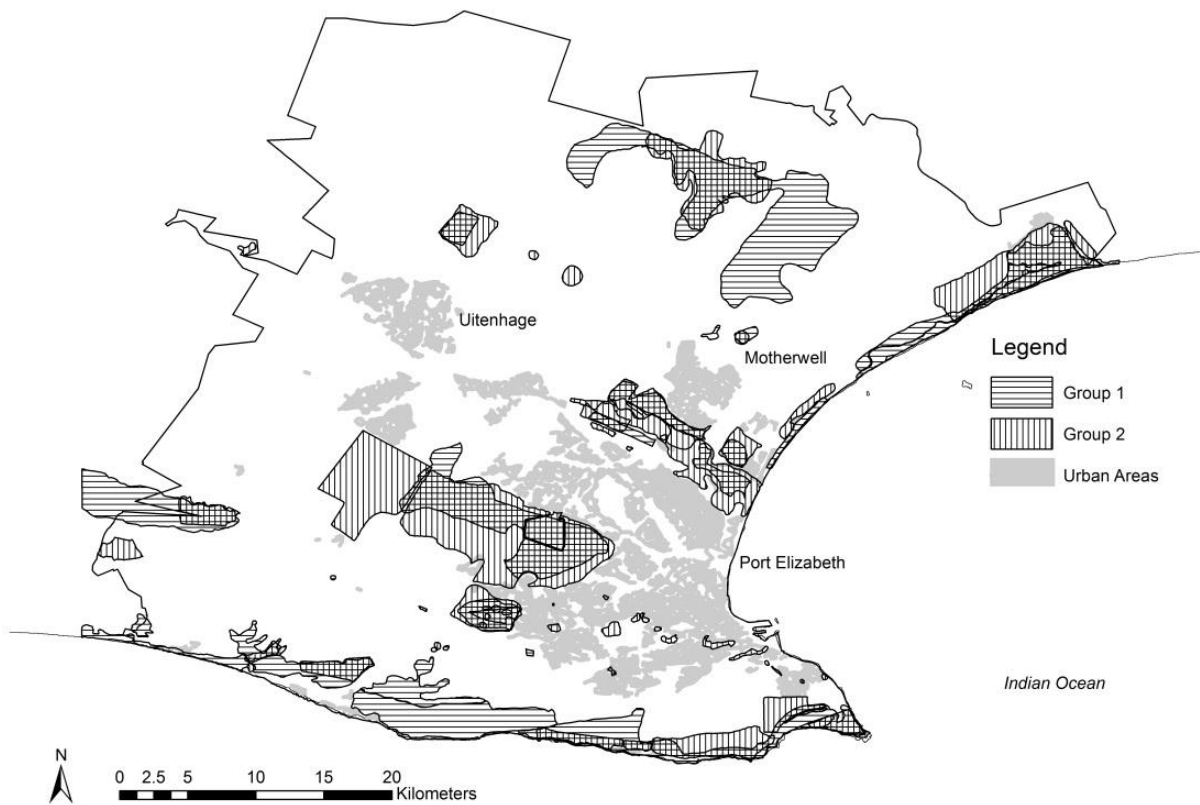 Uitenhage
Motherwell
Legend
Group 1
Group 2
Urban Areas
Port Elizabeth
Indian Ocean
N
0 2.5 5 10 15 20
Kilometers